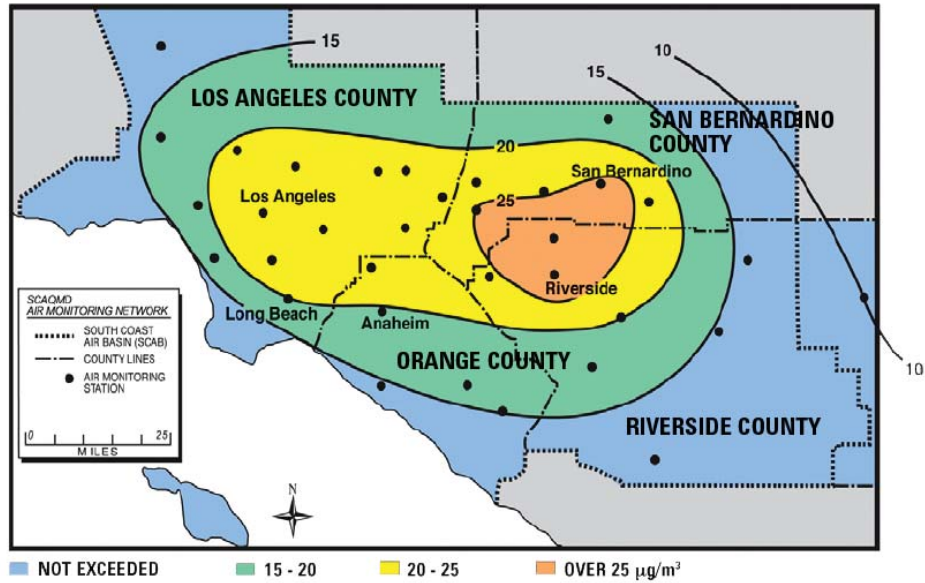 15
10
15
LOS ANGELES COUNTY
SAN BERNARDINO
COUNTY
20
San Bernardino
Los Angeles
25
Riverside
Long Beach
Anaheim
ORANGE COUNTY
10
RIVERSIDE COUNTY
SCAQMD
AIR MONITORING NETWORK
SOUTH COAST
AIR BASIN (SCAB)
COUNTY LINES
AIR MONITORING
STATION
0 25
MILES
N
NOT EXCEEDED
15 - 20
20 - 25
OVER 25 µg/m³